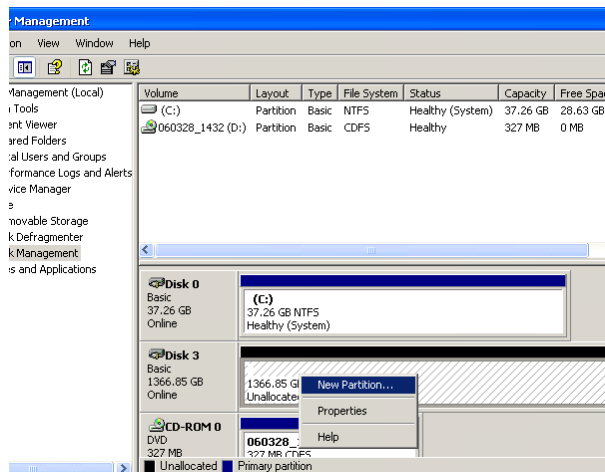 Management
on View Window Help
Management (Local)
Tools
ent Viewer
ared Folders
cal Users and Groups
rformance Logs and Alerts
vice Manager
e
movable Storage
k Defragmenter
k Management
es and Applications
Volume Layout Type File System Status Capacity Free Spa
(C:) Partition Basic NTFS Healthy (System) 37.26 GB 28.63 GB
060328_1432 (D:) Partition Basic CDFS Healthy 327 MB 0 MB
Disk 0
Basic
37.26 GB
Online
(C:)
37.26 GB NTFS
Healthy (System)
Disk 3
Basic
1366.85 GB
Online
1366.85 G
Unallocate
New Partition...
Properties
Help
CD-ROM 0
DVD
327 MB
060328_
327 MB CDFS
Unallocated Primary partition